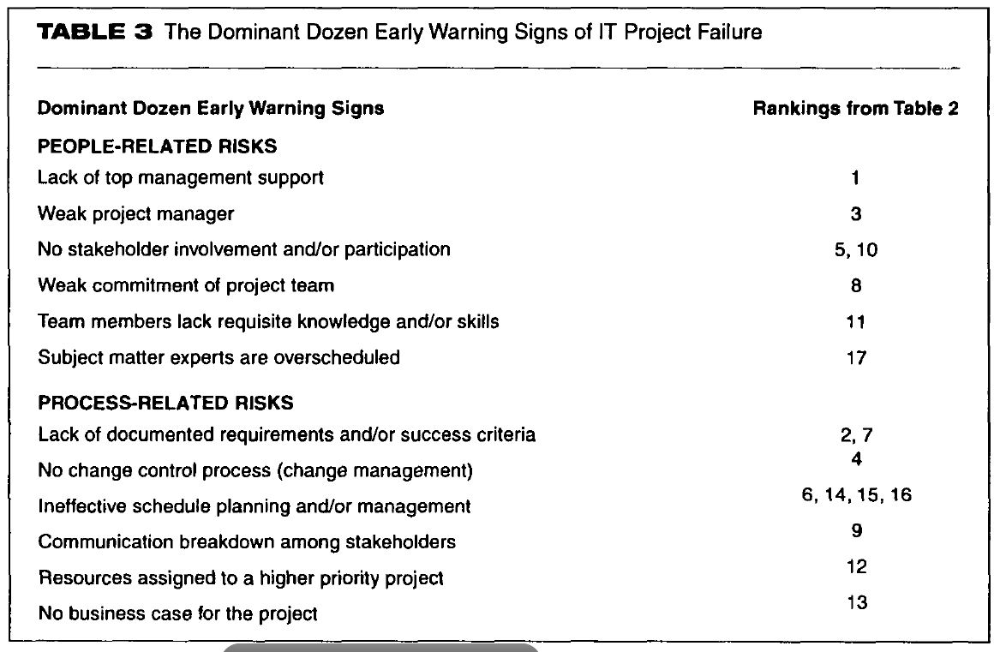 TABLE 3 The Dominant Dozen Early Warning Signs of IT Project Failure
Dominant Dozen Early Warning Signs Rankings from Table 2
PEOPLE-RELATED RISKS
Lack of top management support 1
Weak project manager 3
No stakeholder involvement and/or participation 5, 10
Weak commitment of project team 8
Team members lack requisite knowledge and/or skills 11
Subject matter experts are overscheduled 17
PROCESS-RELATED RISKS
Lack of documented requirements and/or success criteria 2, 7
No change control process (change management) 4
Ineffective schedule planning and/or management 6, 14, 15, 16
Communication breakdown among stakeholders 9
Resources assigned to a higher priority project 12
No business case for the project 13